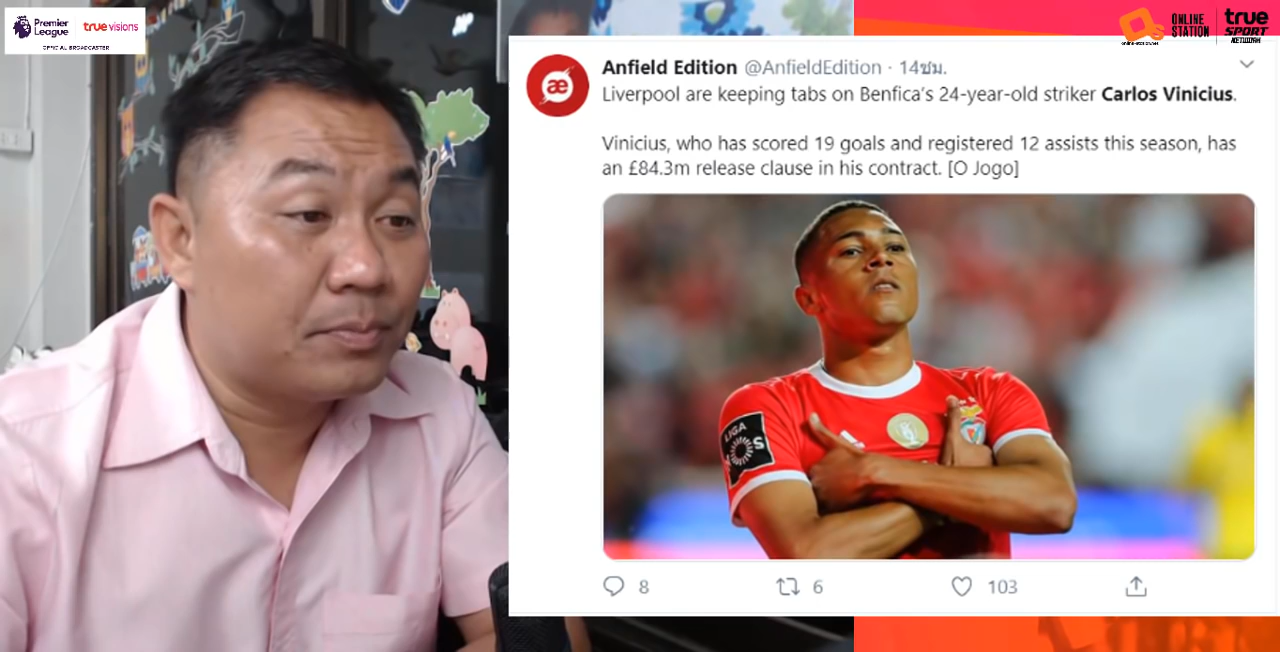 Premier
League
true visions
OFFICIAL BROADCASTER
ONLINE
STATION
true
SPORT
NETWORK
Anfield Edition @AnfieldEdition · 14ชม.
Liverpool are keeping tabs on Benfica's 24-year-old striker Carlos Vinicius.
Vinicius, who has scored 19 goals and registered 12 assists this season, has
an £84.3m release clause in his contract. [O Jogo]
æ
LIGA
S
8
6
103